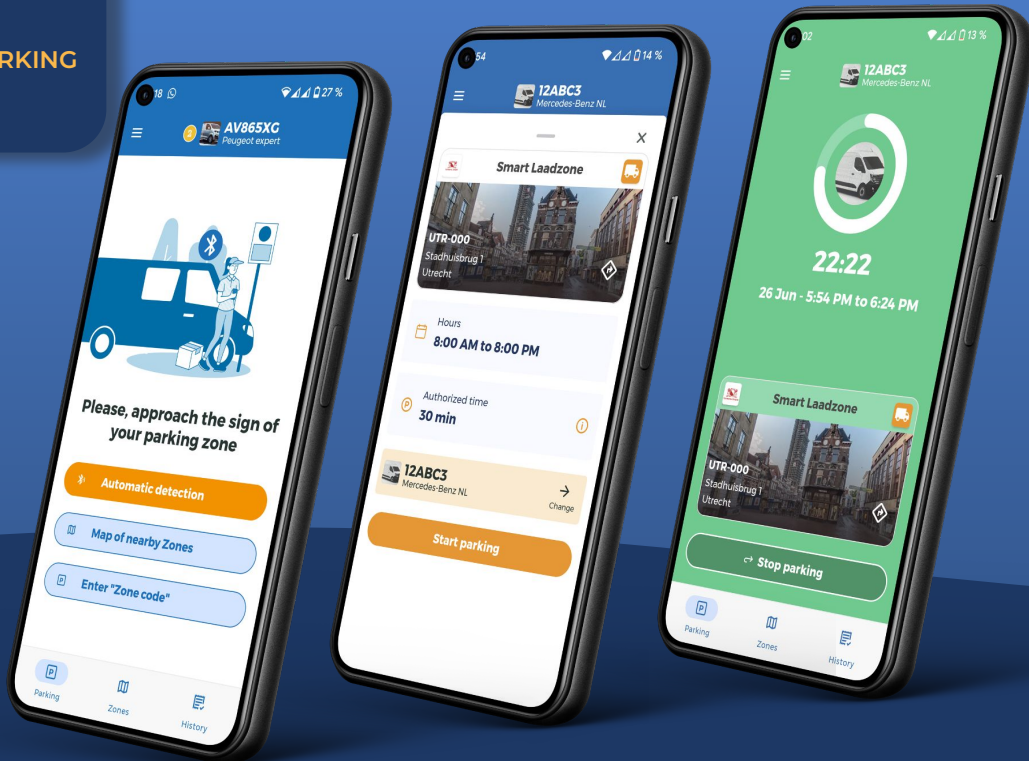 RKING
18
27 %
2
AV865XG
Peugeot expert
Please, approach the sign of
your parking zone
Automatic detection
Map of nearby Zones
Enter "Zone code"
Parking
Zones
History
54
14 %
12ABC3
Mercedes-Benz NL
X
Smart Laadzone
UTR-000
Stadhuisbrug 1
Utrecht
Hours
8:00 AM to 8:00 PM
P
Authorized time
30 min
i
12ABC3
Mercedes-Benz NL
Change
Start parking
02
13 %
12ABC3
Mercedes-Benz NL
22:22
26 Jun - 5:54 PM to 6:24 PM
Smart Laadzone
UTR-000
Stadhuisbrug 1
Utrecht
Stop parking
P
Parking
Zones
History